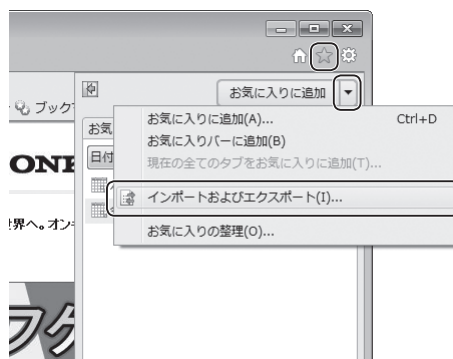 お気に入りに追加
ブック
お気
お気に入りに追加(A)... Ctrl+D
お気に入りバーに追加(B)
現在の全てのタブをお気に入りに追加(T)...
日付
ONE
インポートおよびエクスポート(I)...
世界へ。オン
お気に入りの整理(O)...
フク